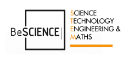 BeSCIENCE
SCIENCE
TECHNOLOGY
ENGINEERING &
MATHS